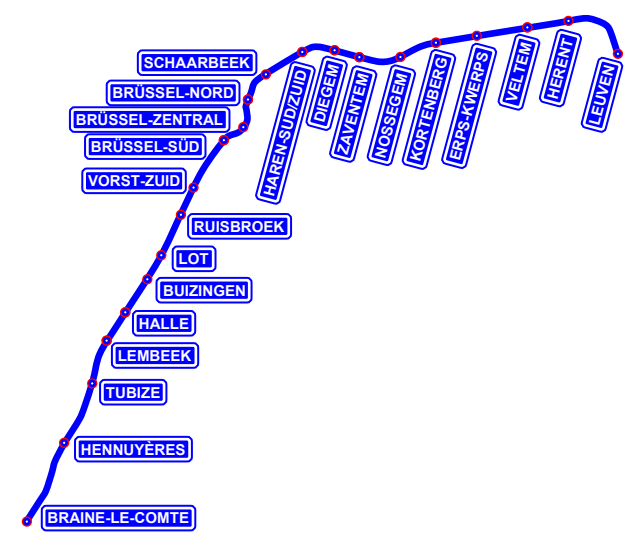 SCHAARBEEK
BRÜSSEL-NORD
BRÜSSEL-ZENTRAL
BRÜSSEL-SÜD
VORST-ZUID
RUISBROEK
LOT
BUIZINGEN
HALLE
LEMBEEK
TUBIZE
HENNUYÈRES
BRAINE-LE-COMTE
HAREN-SUD/ZUID
DIEGEM
ZAVENTEM
NOSSEGEM
KORTENBERG
ERPS-KWERPS
VELTEM
HERENT
LEUVEN